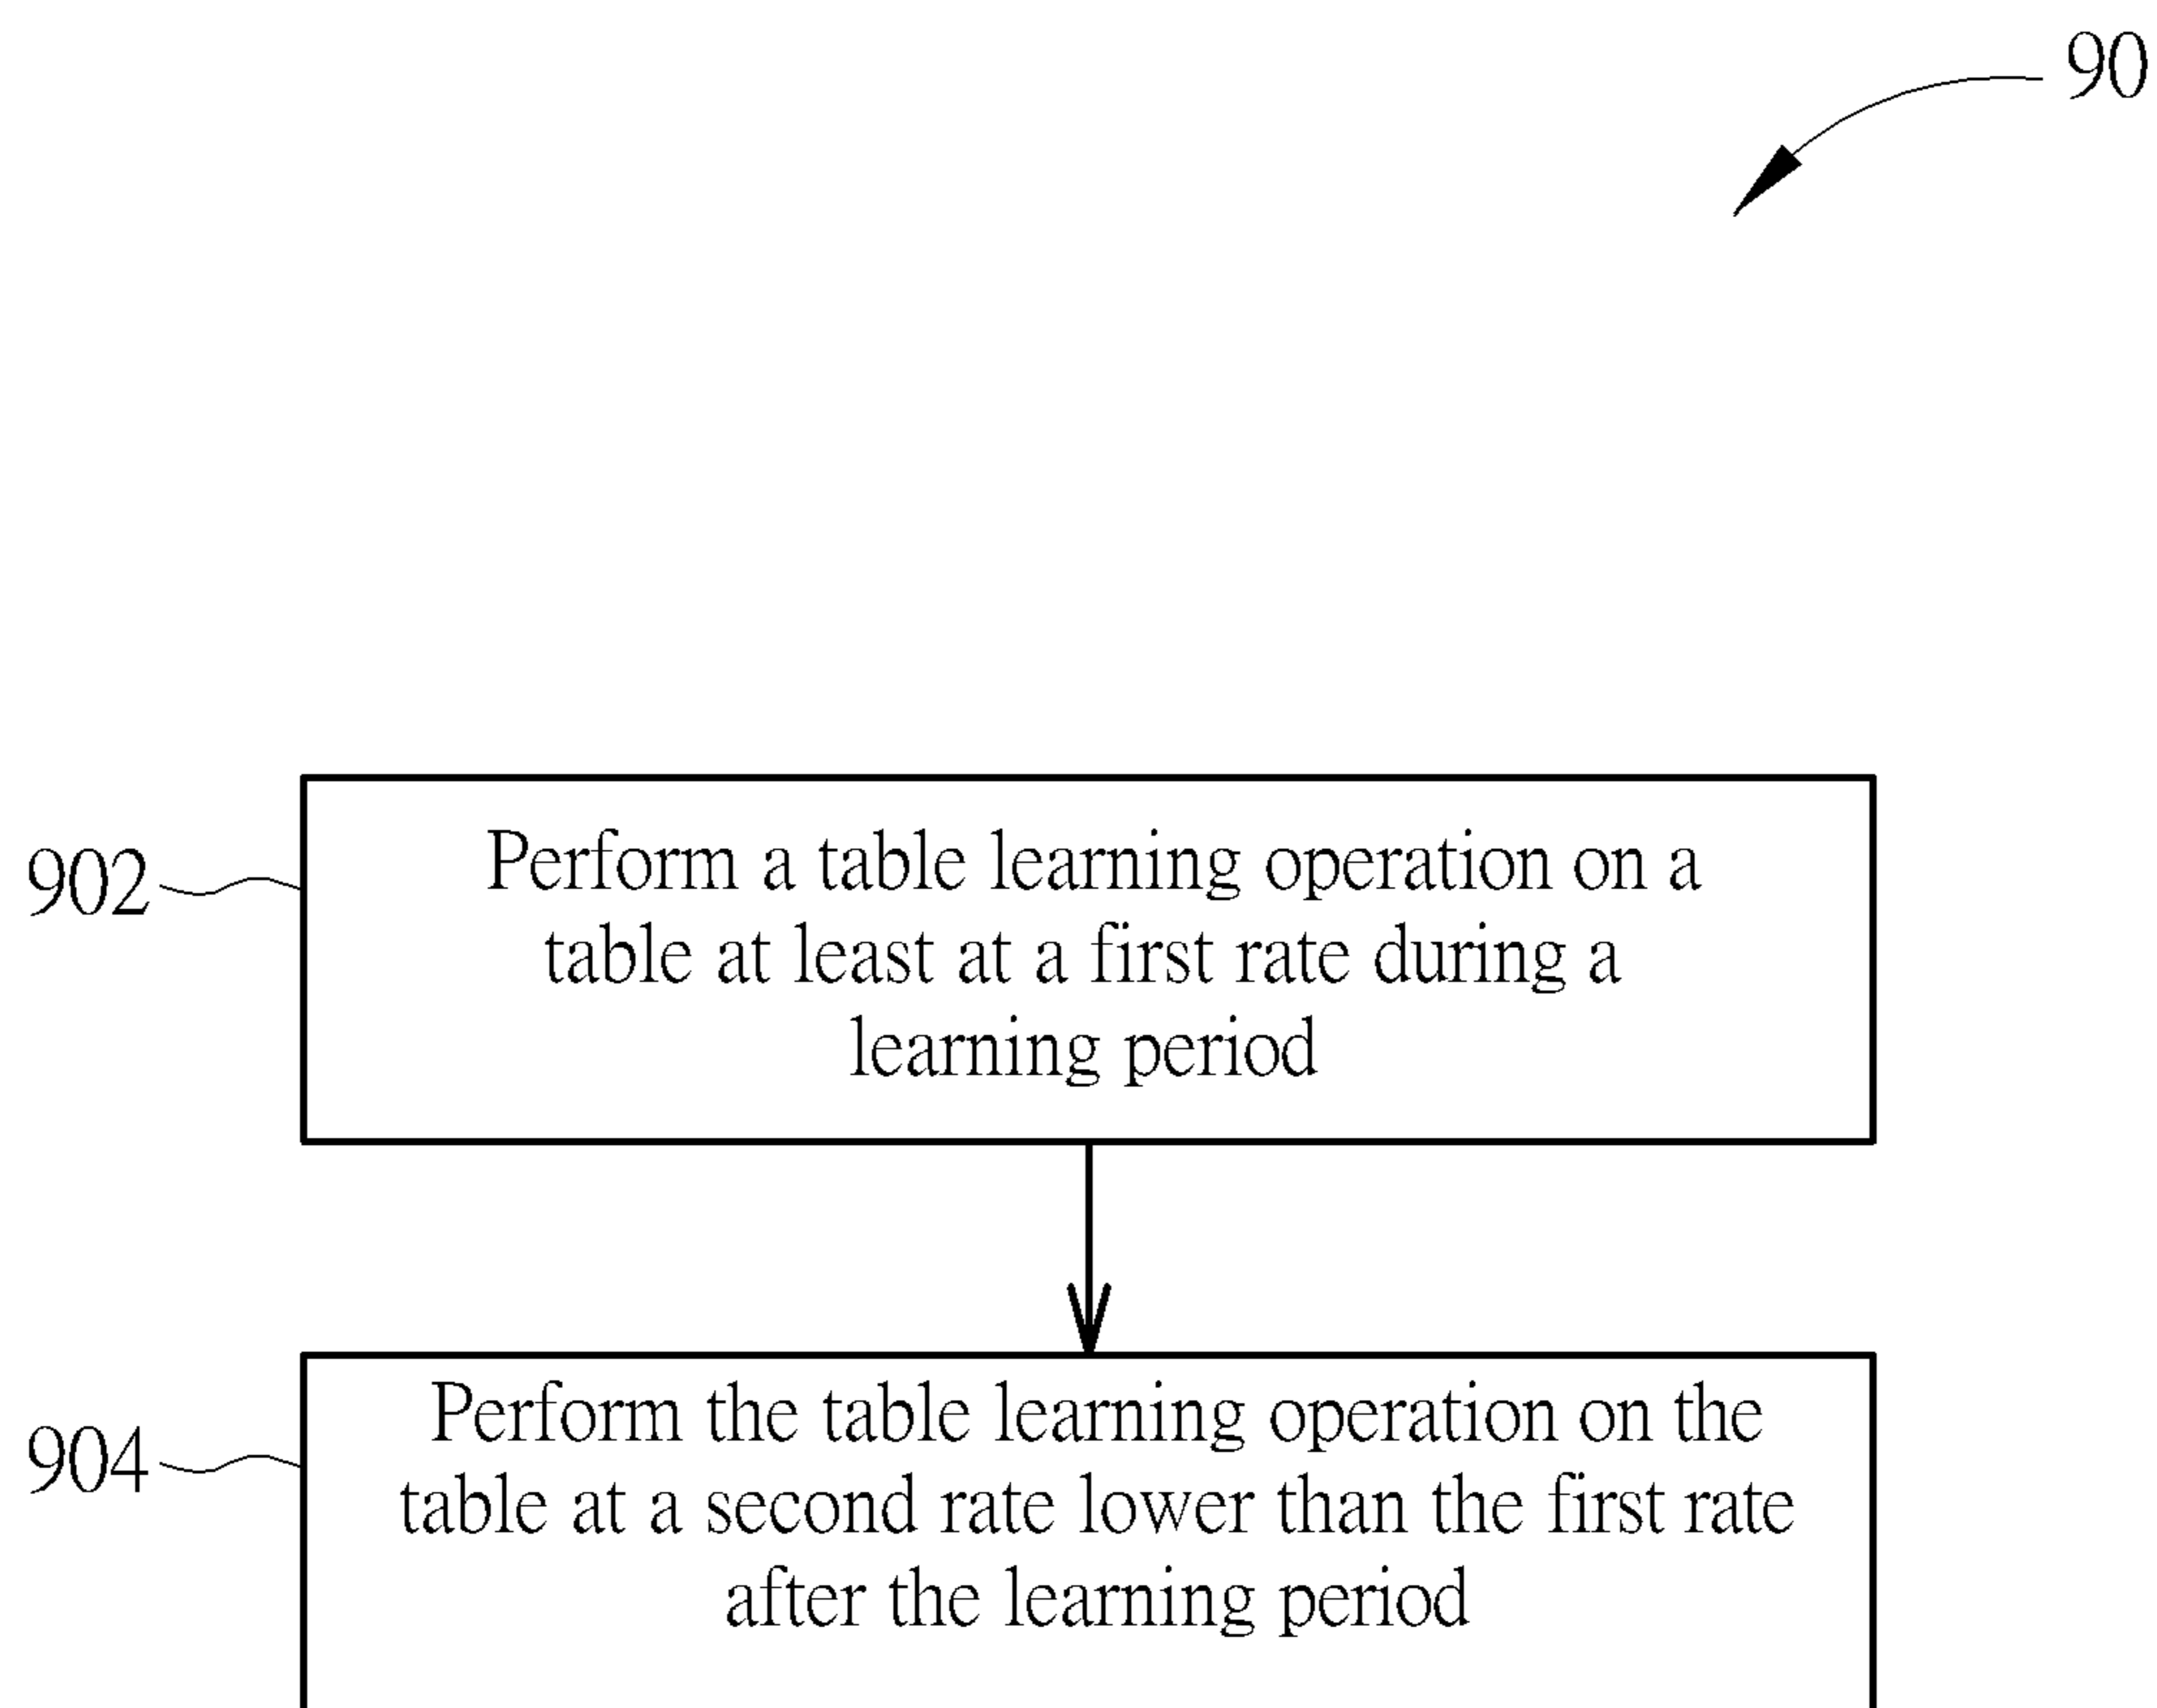 90
902
Perform a table learning operation on a
table at least at a first rate during a
learning period
904
Perform the table learning operation on the
table at a second rate lower than the first rate
after the learning period